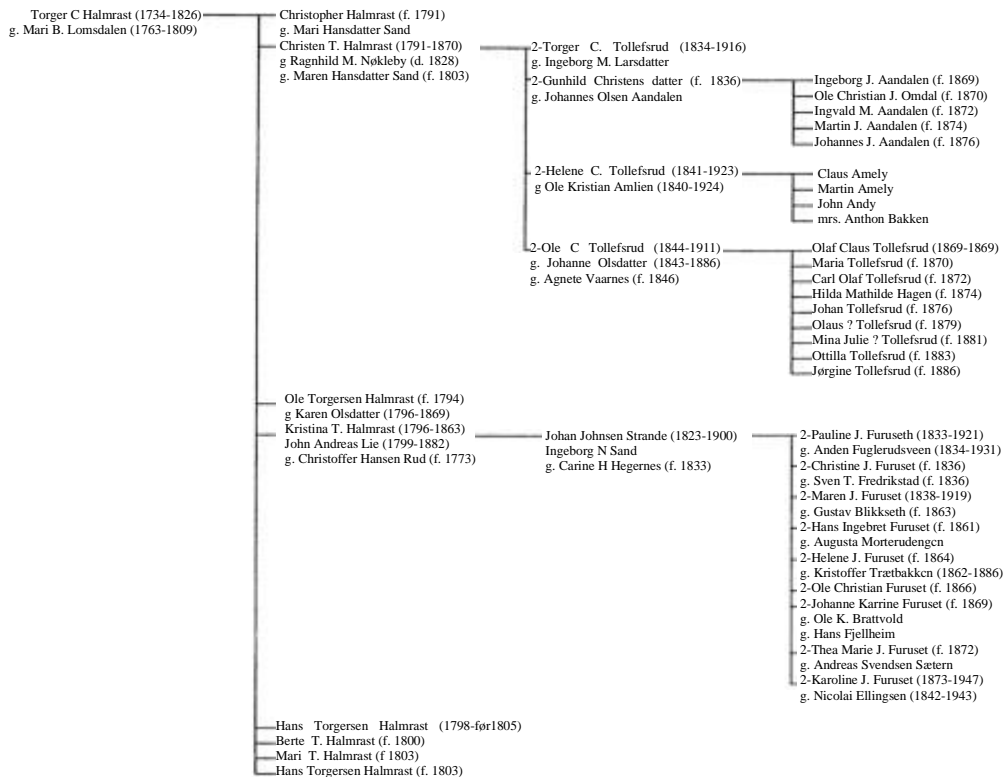 Torger C Halmrast (1734-1826)
g. Mari B. Lomsdalen (1763-1809)
Christopher Halmrast (f. 1791)
g. Mari Hansdatter Sand
Christen T. Halmrast (1791-1870)
g Ragnhild M. Nøkleby (d. 1828)
g. Maren Hansdatter Sand (f. 1803)
2-Torger C. Tollefsrud (1834-1916)
g. Ingeborg M. Larsdatter
2-Gunhild Christens datter (f. 1836)
g. Johannes Olsen Aandalen
Ingeborg J. Aandalen (f. 1869)
Ole Christian J. Omdal (f. 1870)
Ingvald M. Aandalen (f. 1872)
Martin J. Aandalen (f. 1874)
Johannes J. Aandalen (f. 1876)
2-Helene C. Tollefsrud (1841-1923)
g Ole Kristian Amlien (1840-1924)
Claus Amely
Martin Amely
John Andy
mrs. Anthon Bakken
2-Ole C Tollefsrud (1844-1911)
g. Johanne Olsdatter (1843-1886)
g. Agnete Vaarnes (f. 1846)
Olaf Claus Tollefsrud (1869-1869)
Maria Tollefsrud (f. 1870)
Carl Olaf Tollefsrud (f. 1872)
Hilda Mathilde Hagen (f. 1874)
Johan Tollefsrud (f. 1876)
Olaus ? Tollefsrud (f. 1879)
Mina Julie ? Tollefsrud (f. 1881)
Ottilla Tollefsrud (f. 1883)
Jørgine Tollefsrud (f. 1886)
Ole Torgersen Halmrast (f. 1794)
g Karen Olsdatter (1796-1869)
Kristina T. Halmrast (1796-1863)
John Andreas Lie (1799-1882)
g. Christoffer Hansen Rud (f. 1773)
Johan Johnsen Strande (1823-1900)
Ingeborg N Sand
g. Carine H Hegernes (f. 1833)
2-Pauline J. Furuseth (1833-1921)
g. Anden Fuglerudsveen (1834-1931)
2-Christine J. Furuset (f. 1836)
g. Sven T. Fredrikstad (f. 1836)
2-Maren J. Furuset (1838-1919)
g. Gustav Blikkseth (f. 1863)
2-Hans Ingebret Furuset (f. 1861)
g. Augusta Morterudengcn
2-Helene J. Furuset (f. 1864)
g. Kristoffer Trætbakkcn (1862-1886)
2-Ole Christian Furuset (f. 1866)
2-Johanne Karrine Furuset (f. 1869)
g. Ole K. Brattvold
g. Hans Fjellheim
2-Thea Marie J. Furuset (f. 1872)
g. Andreas Svendsen Sætern
2-Karoline J. Furuset (1873-1947)
g. Nicolai Ellingsen (1842-1943)
Hans Torgersen Halmrast (1798-før1805)
Berte T. Halmrast (f. 1800)
Mari T. Halmrast (f 1803)
Hans Torgersen Halmrast (f. 1803)